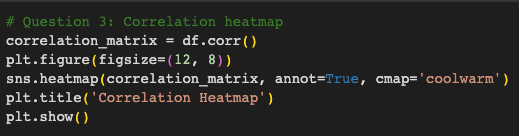 # Question 3: Correlation heatmap
correlation_matrix = df.corr()
plt.figure(figsize=(12, 8))
sns.heatmap(correlation_matrix, annot=True, cmap='coolwarm')
plt.title('Correlation Heatmap')
plt.show()